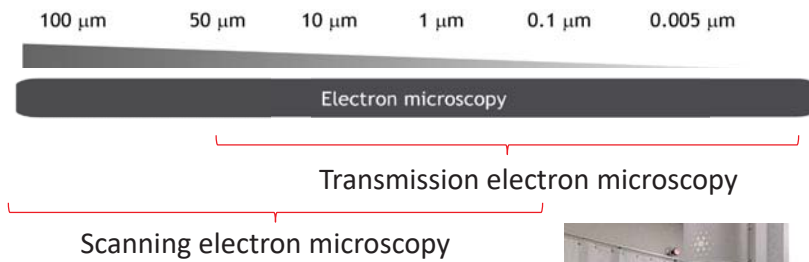 100 μm 50 μm 10 μm 1 μm 0.1 μm 0.005 μm
Electron microscopy
Transmission electron microscopy
Scanning electron microscopy